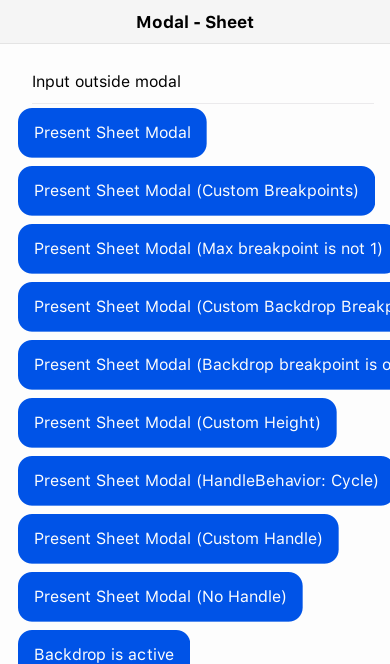 Modal - Sheet
Input outside modal
Present Sheet Modal
Present Sheet Modal (Custom Breakpoints)
Present Sheet Modal (Max breakpoint is not 1)
Present Sheet Modal (Custom Backdrop
Present Sheet Modal (Backdrop breakpoint is
Present Sheet Modal (Custom Height)
Present Sheet Modal (HandleBehavior: Cycle)
Present Sheet Modal (Custom Handle)
Present Sheet Modal (No Handle)
Backdrop is active